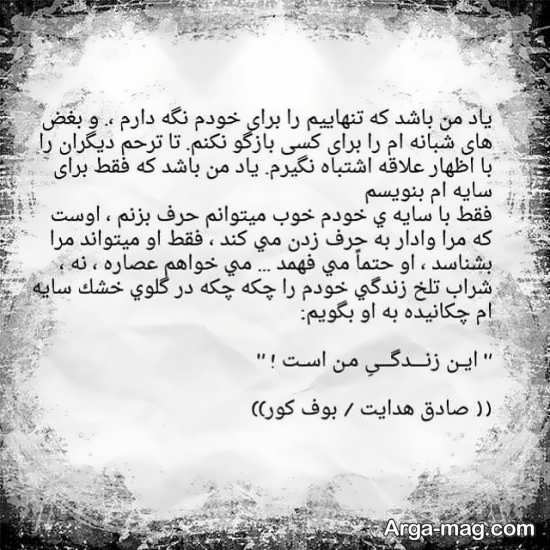 یاد من باشد که تنهاییم را برای خودم نگه دارم ،. و بغض
های شبانه ام را برای کسی بازگو نکنم. تا ترحم دیگران را
با اظهار علاقه اشتباه نگیرم. یاد من باشد که فقط برای
سایه ام بنویسم
فقط با سایه ي خودم خوب میتوانم حرف بزنم ، اوست
که مرا وادار به حرف زدن مي کند ، فقط او میتواند مرا
بشناسد ، او حتماً مي فهمد ... مي خواهم عصاره ، نه ،
شراب تلخ زندگي خودم را چکه چکه در گلوي خشك سایه
ام چکانیده به او بگویم:
" ایـن زنــدگــيِ من اسـت ! "
(( صادق هدایت / بوف کور))
Arga-mag.com